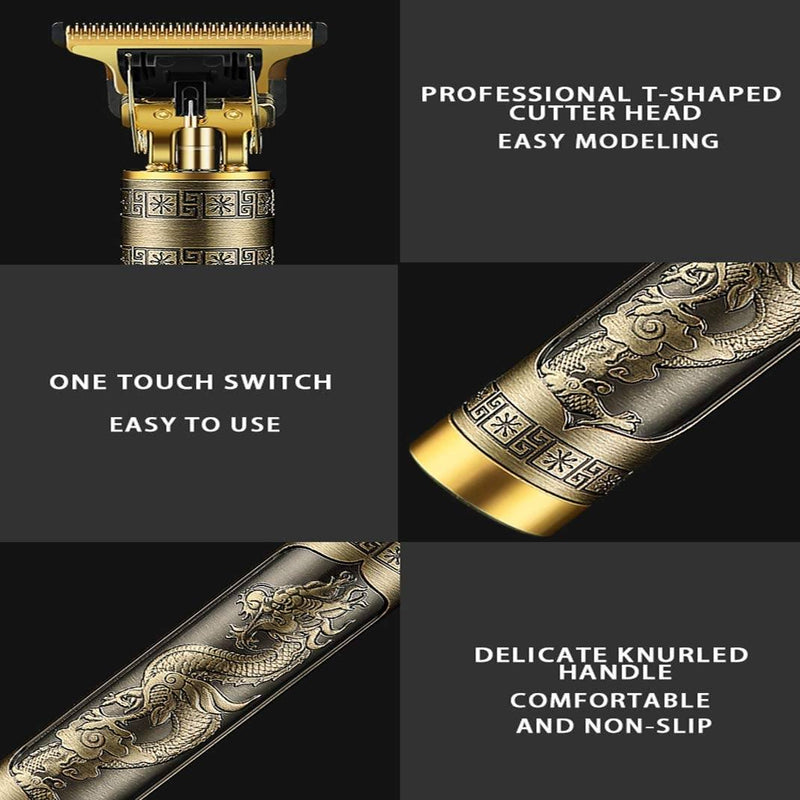 PROFESSIONAL T-SHAPED
CUTTER HEAD
EASY MODELING
ONE TOUCH SWITCH
EASY TO USE
DELICATE KNURLED
HANDLE
COMFORTABLE
AND NON-SLIP